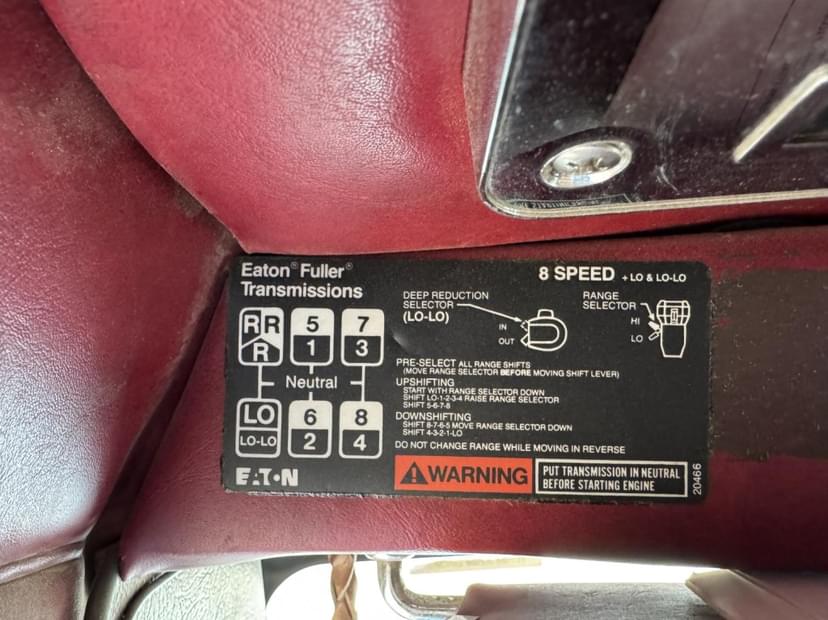 Eaton® Fuller®
Transmissions
8 SPEED + LO & LO-LO
R R
R
5
1
7
3
Neutral
LO
LO-LO
6
2
8
4
EATON
DEEP REDUCTION
SELECTOR
(LO-LO)
IN
OUT
RANGE
SELECTOR
HI
LO
PRE-SELECT ALL RANGE SHIFTS
(MOVE RANGE SELECTOR BEFORE MOVING SHIFT LEVER)
UPSHIFTING
START WITH RANGE SELECTOR DOWN
SHIFT LO-1-2-3-4 RAISE RANGE SELECTOR
SHIFT 5-6-7-8
DOWNSHIFTING
SHIFT 8-7-6-5 MOVE RANGE SELECTOR DOWN
SHIFT 4-3-2-1-LO
DO NOT CHANGE RANGE WHILE MOVING IN REVERSE
WARNING
PUT TRANSMISSION IN NEUTRAL
BEFORE STARTING ENGINE
20466